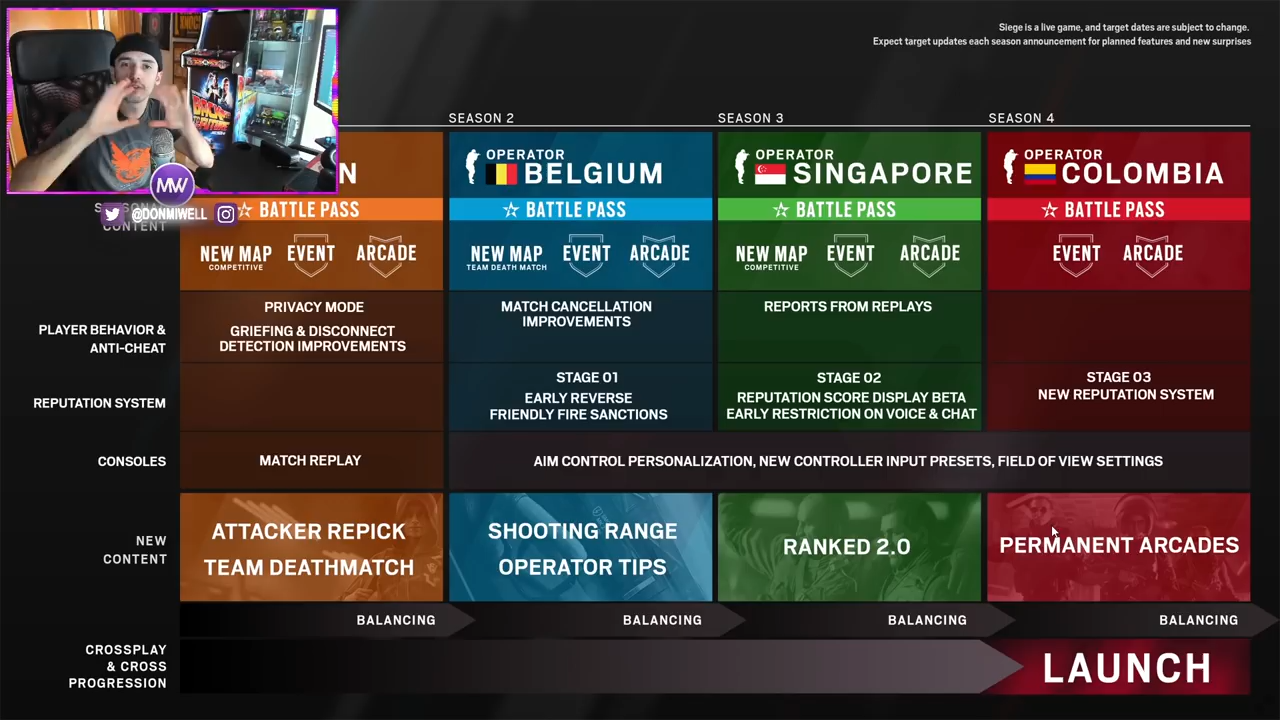 Siege is a live game, and target dates are subject to change.
Expect target updates each season announcement for planned features and new surprises
BACK
FUTURE
MW
@DONMIWELL
SEASON 2
SEASON 3
SEASON 4
N
OPERATOR
BELGIUM
OPERATOR
SINGAPORE
OPERATOR
COLOMBIA
CONTENT
BATTLE PASS
BATTLE PASS
BATTLE PASS
BATTLE PASS
NEW MAP
COMPETITIVE
EVENT
ARCADE
NEW MAP
TEAM DEATH MATCH
EVENT
ARCADE
NEW MAP
COMPETITIVE
EVENT
ARCADE
EVENT
ARCADE
PLAYER BEHAVIOR &
ANTI-CHEAT
PRIVACY MODE
GRIEFING & DISCONNECT
DETECTION IMPROVEMENTS
MATCH CANCELLATION
IMPROVEMENTS
REPORTS FROM REPLAYS
REPUTATION SYSTEM
STAGE 01
EARLY REVERSE
FRIENDLY FIRE SANCTIONS
STAGE 02
REPUTATION SCORE DISPLAY BETA
EARLY RESTRICTION ON VOICE & CHAT
STAGE 03
NEW REPUTATION SYSTEM
CONSOLES
MATCH REPLAY
AIM CONTROL PERSONALIZATION, NEW CONTROLLER INPUT PRESETS, FIELD OF VIEW SETTINGS
NEW
CONTENT
ATTACKER REPICK
TEAM DEATHMATCH
SHOOTING RANGE
OPERATOR TIPS
RANKED 2.0
PERMANENT ARCADES
BALANCING
BALANCING
BALANCING
BALANCING
CROSSPLAY
& CROSS
PROGRESSION
LAUNCH